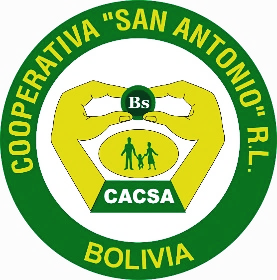 COOPERATIVA "SAN ANTONIO" R.L.
Bs
CACSA
BOLIVIA